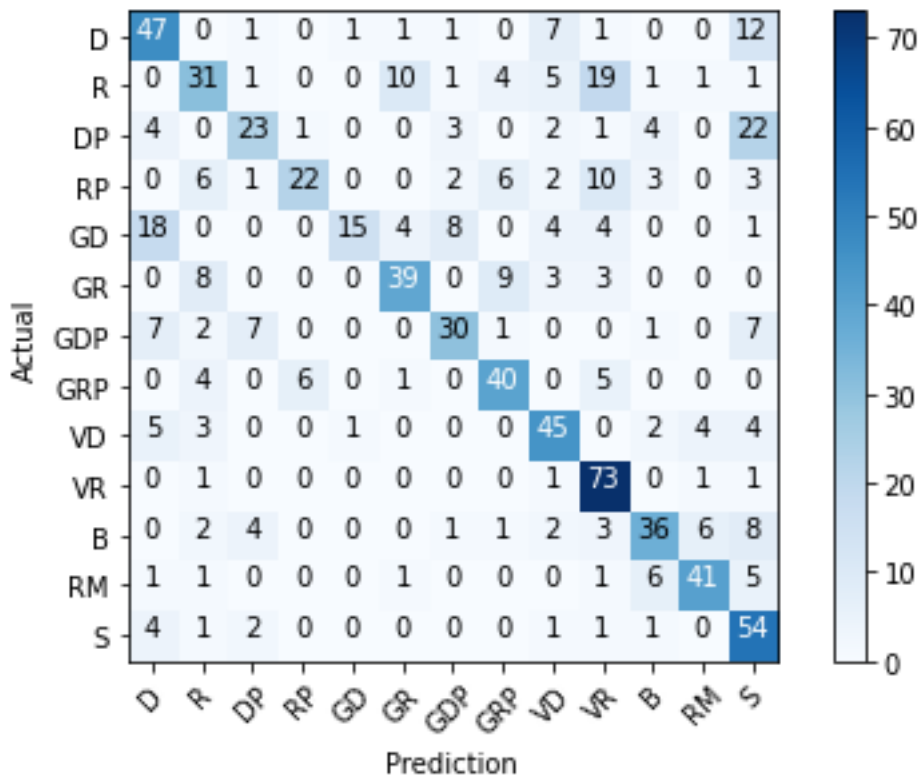 D 47 0 1 0 1 1 1 0 7 1 0 0 12
R 0 31 1 0 0 10 1 4 5 19 1 1 1
DP 4 0 23 1 0 0 3 0 2 1 4 0 22
RP 0 6 1 22 0 0 2 6 2 10 3 0 3
GD 18 0 0 0 15 4 8 0 4 4 0 0 1
GR 0 8 0 0 0 39 0 9 3 3 0 0 0
GDP 7 2 7 0 0 0 30 1 0 0 1 0 7
GRP 0 4 0 6 0 1 0 40 0 5 0 0 0
VD 5 3 0 0 1 0 0 0 45 0 2 4 4
VR 0 1 0 0 0 0 0 0 1 73 0 1 1
B 0 2 4 0 0 0 1 1 2 3 36 6 8
RM 1 1 0 0 0 1 0 0 0 1 6 41 5
S 4 1 2 0 0 0 0 0 1 1 1 0 54
D R DP RP GD GR GDP GRP VD VR B RM S
Prediction
Actual
70
60
50
40
30
20
10
0